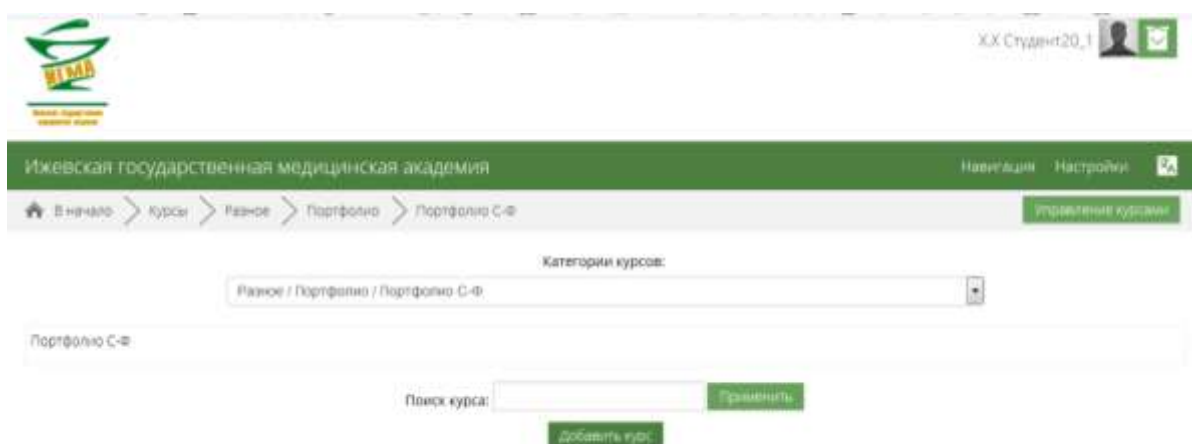 Х.Х Студент20_1
ИГМА
Ижевская государственная медицинская академия
Навигация Настройки
В начало Курсы Разное Портфолио Портфолио С-Ф
Управление курсами
Категории курсов:
Разное / Портфолио / Портфолио С-Ф
Портфолио С-Ф
Поиск курса: Применить
Добавить курс